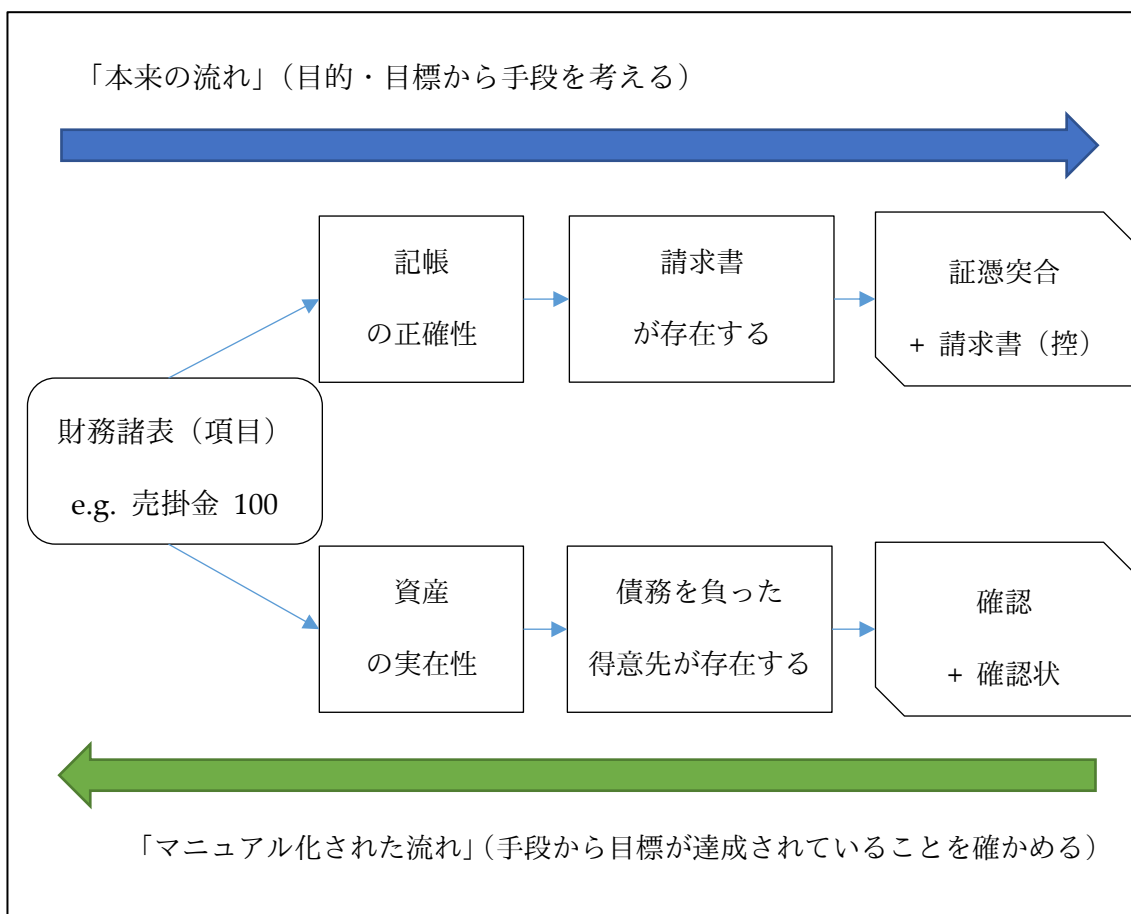 「本来の流れ」（目的・目標から手段を考える）
記帳
の正確性
請求書
が存在する
証憑突合
+ 請求書（控）
財務諸表（項目）
e.g. 売掛金 100
資産
の実在性
債務を負った
得意先が存在する
確認
+ 確認状
「マニュアル化された流れ」（手段から目標が達成されていることを確かめる）